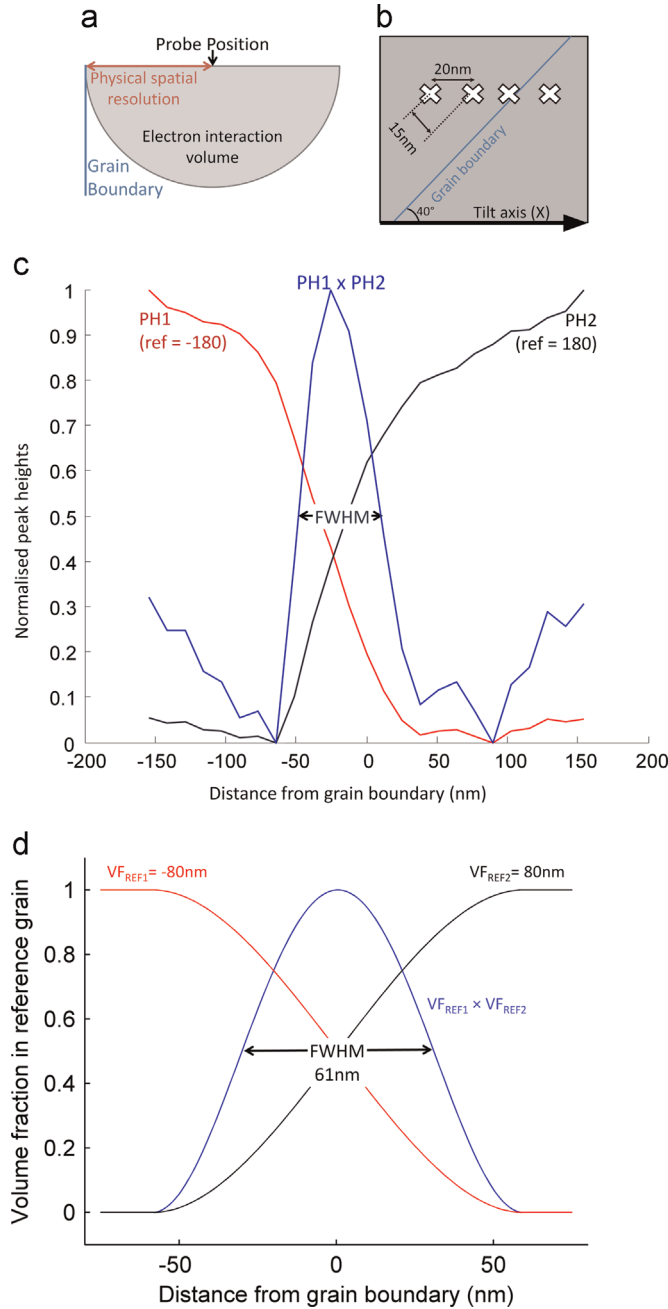 a
Probe Position
Physical spatial
resolution
Electron interaction
volume
Grain
Boundary
b
20nm
15nm
Grain boundary
40°
Tilt axis (X)
c
PH1 x PH2
PH1
(ref = -180)
PH2
(ref = 180)
FWHM
Normalised peak heights
1
0.9
0.8
0.7
0.6
0.5
0.4
0.3
0.2
0.1
0
-200
-150
-100
-50
0
50
100
150
200
Distance from grain boundary (nm)
d
VF_REF1= -80nm
VF_REF2= 80nm
VF_REF1 × VF_REF2
FWHM
61nm
Volume fraction in reference grain
1
0.8
0.6
0.4
0.2
0
-50
0
50
Distance from grain boundary (nm)